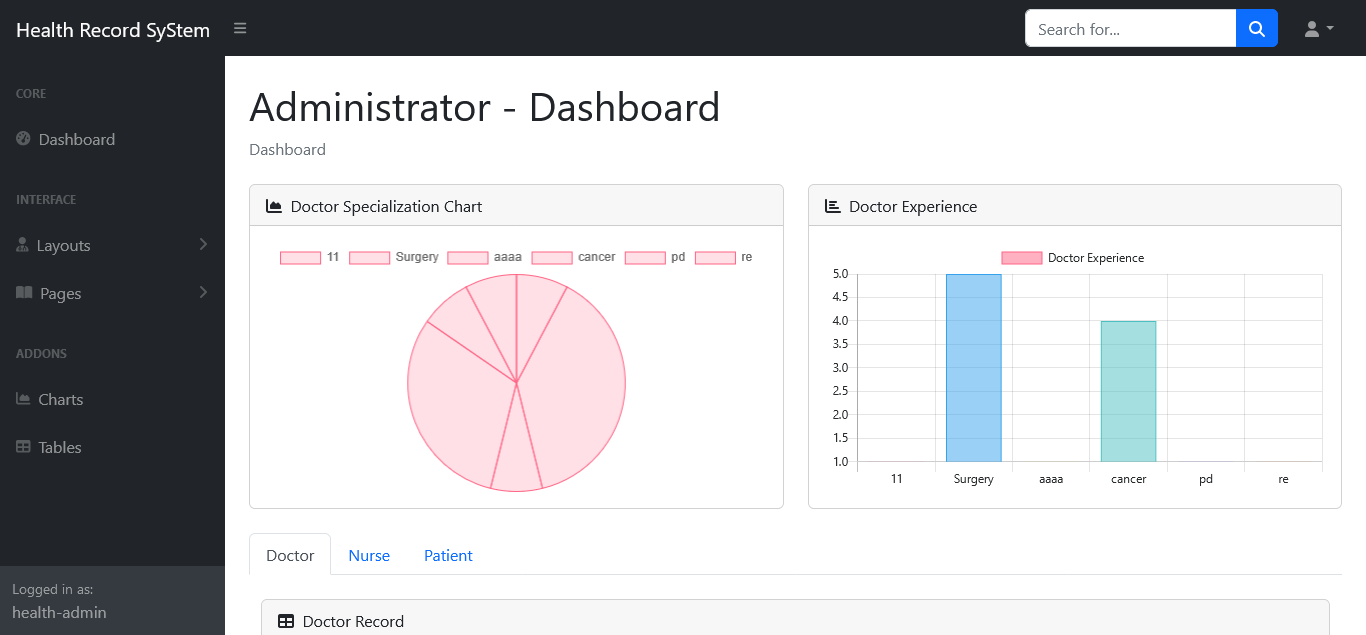 Health Record SyStem
Search for...
CORE
Dashboard
INTERFACE
Layouts
Pages
ADDONS
Charts
Tables
Logged in as:
health-admin
Administrator - Dashboard
Dashboard
Doctor Specialization Chart
11 Surgery aaaa cancer pd re
Doctor Experience
Doctor Experience
5.0
4.5
4.0
3.5
3.0
2.5
2.0
1.5
1.0
11 Surgery aaaa cancer pd re
Doctor Nurse Patient
Doctor Record